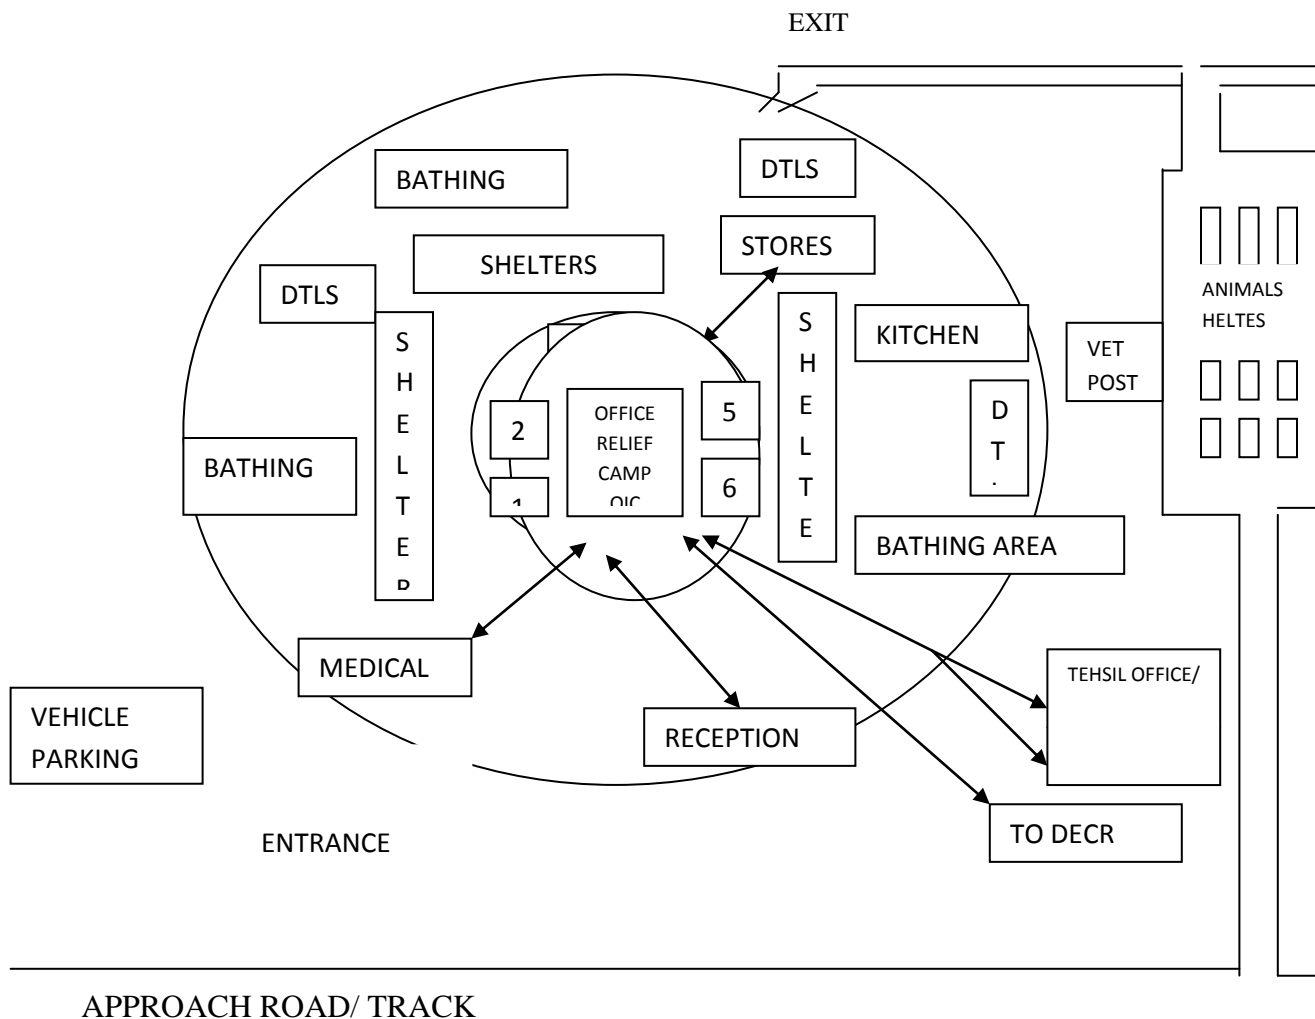 EXIT
BATHING
DTLS
STORES
SHELTERS
DTLS
S
H
E
L
T
E
S
H
E
L
T
E
KITCHEN
VET
POST
ANIMALS
HELTES
2
OFFICE
RELIEF
CAMP
5
6
D
T
BATHING
BATHING AREA
MEDICAL
VEHICLE
PARKING
RECEPTION
TEHSIL OFFICE/
TO DECR
ENTRANCE
APPROACH ROAD/ TRACK